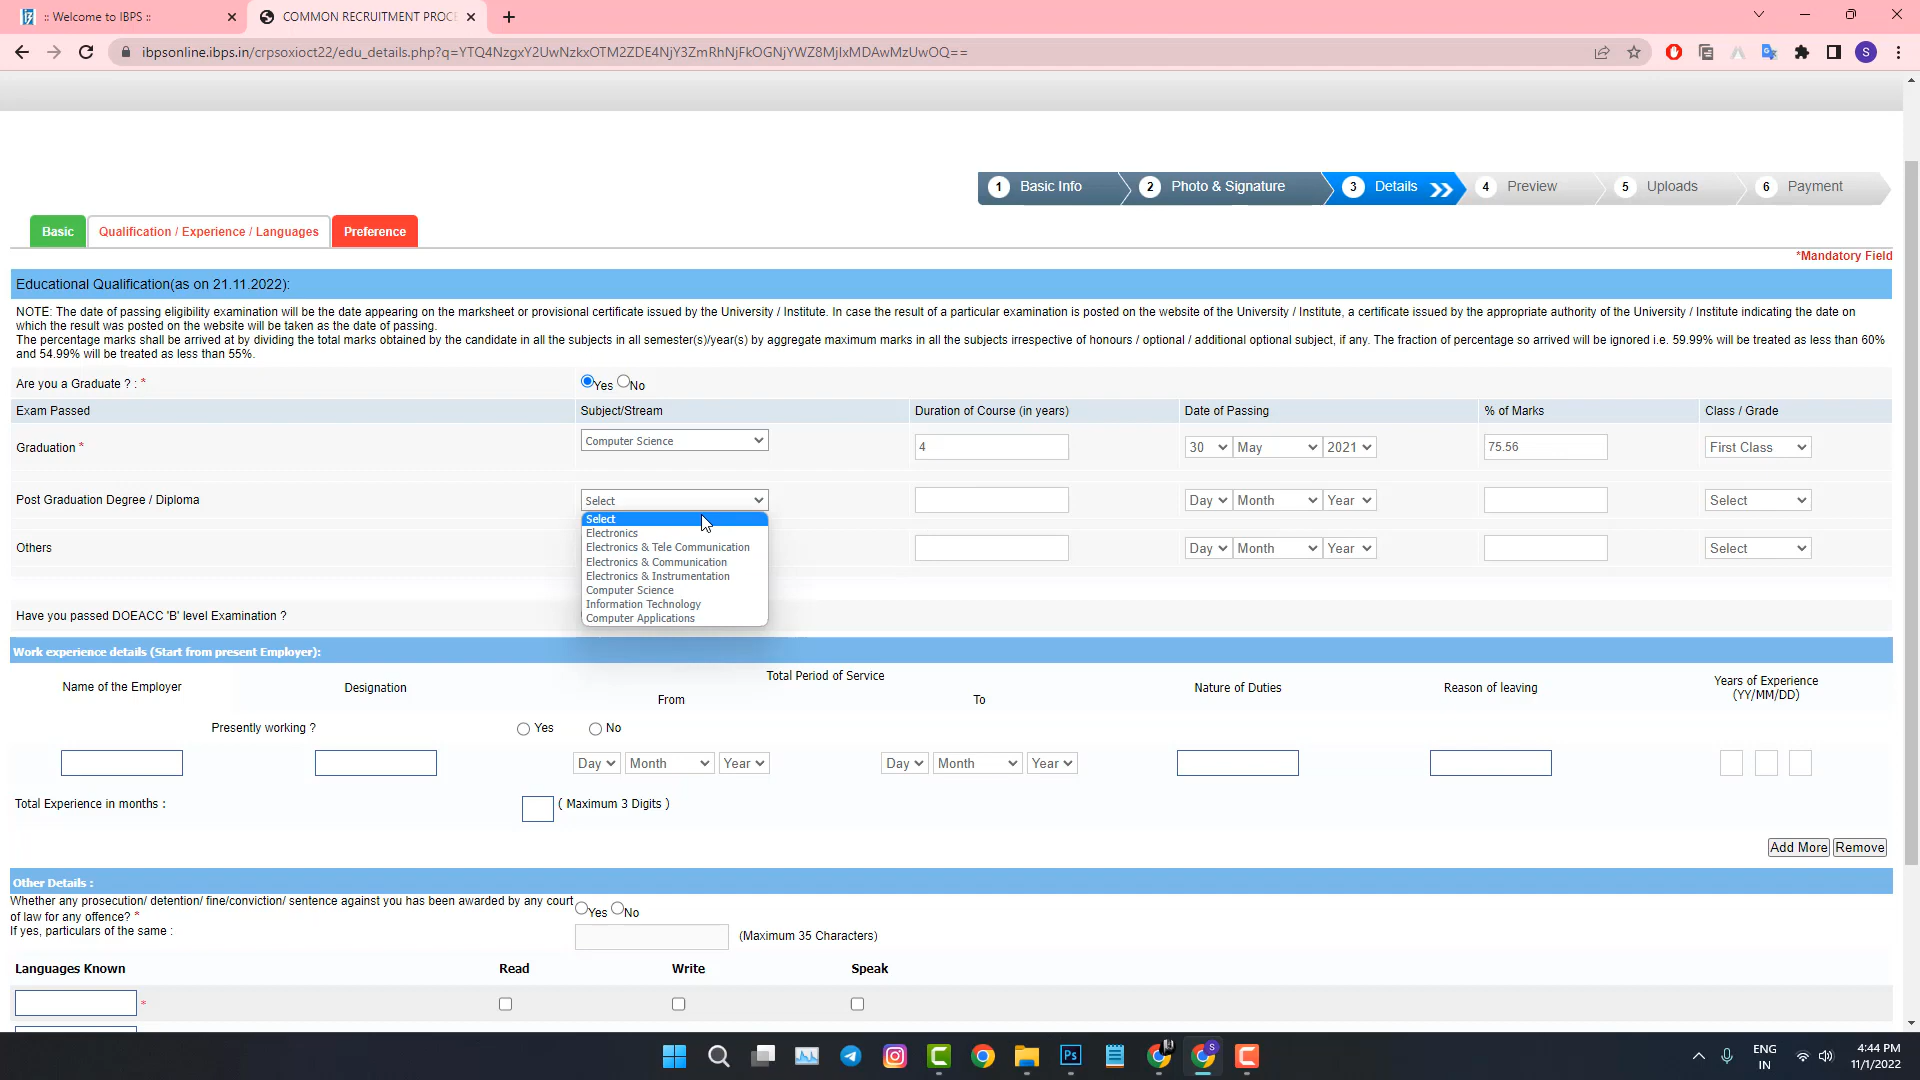 :: Welcome to IBPS ::
COMMON RECRUITMENT PROCE
ibpsonline.ibps.in/crpsoxioct22/edu_details.php?q=YTQ4NzgxY2UwNzkxOTM2ZDE4NjY3ZmRhNjFkOGNjYWZ8MjIxMDAwMzUwOQ==
S
1 Basic Info 2 Photo & Signature 3 Details 4 Preview 5 Uploads 6 Payment
Basic Qualification / Experience / Languages Preference
*Mandatory Field
Educational Qualification(as on 21.11.2022):
NOTE: The date of passing eligibility examination will be the date appearing on the marksheet or provisional certificate issued by the University / Institute. In case the result of a particular examination is posted on the website of the University / Institute, a certificate issued by the appropriate authority of the University / Institute indicating the date on
which the result was posted on the website will be taken as the date of passing.
The percentage marks shall be arrived at by dividing the total marks obtained by the candidate in all the subjects in all semester(s)/year(s) by aggregate maximum marks in all the subjects irrespective of honours / optional / additional optional subject, if any. The fraction of percentage so arrived will be ignored i.e. 59.99% will be treated as less than 60%
and 54.99% will be treated as less than 55%.
Are you a Graduate ? : * Yes No
Exam Passed Subject/Stream Duration of Course (in years) Date of Passing % of Marks Class / Grade
Graduation * Computer Science 4 30 May 2021 75.56 First Class
Post Graduation Degree / Diploma Select Day Month Year Select
Select
Electronics
Electronics & Tele Communication
Electronics & Communication
Electronics & Instrumentation
Computer Science
Information Technology
Computer Applications
Others Day Month Year Select
Have you passed DOEACC 'B' level Examination ?
Work experience details (Start from present Employer):
Name of the Employer Designation Total Period of Service Nature of Duties Reason of leaving Years of Experience
(YY/MM/DD)
From To
Presently working ? Yes No
Day Month Year Day Month Year
Total Experience in months : ( Maximum 3 Digits )
Add More Remove
Other Details :
Whether any prosecution/ detention/ fine/conviction/ sentence against you has been awarded by any court
of law for any offence? * Yes No
If yes, particulars of the same : (Maximum 35 Characters)
Languages Known Read Write Speak
*
Ps S
ENG
IN
4:44 PM
11/1/2022